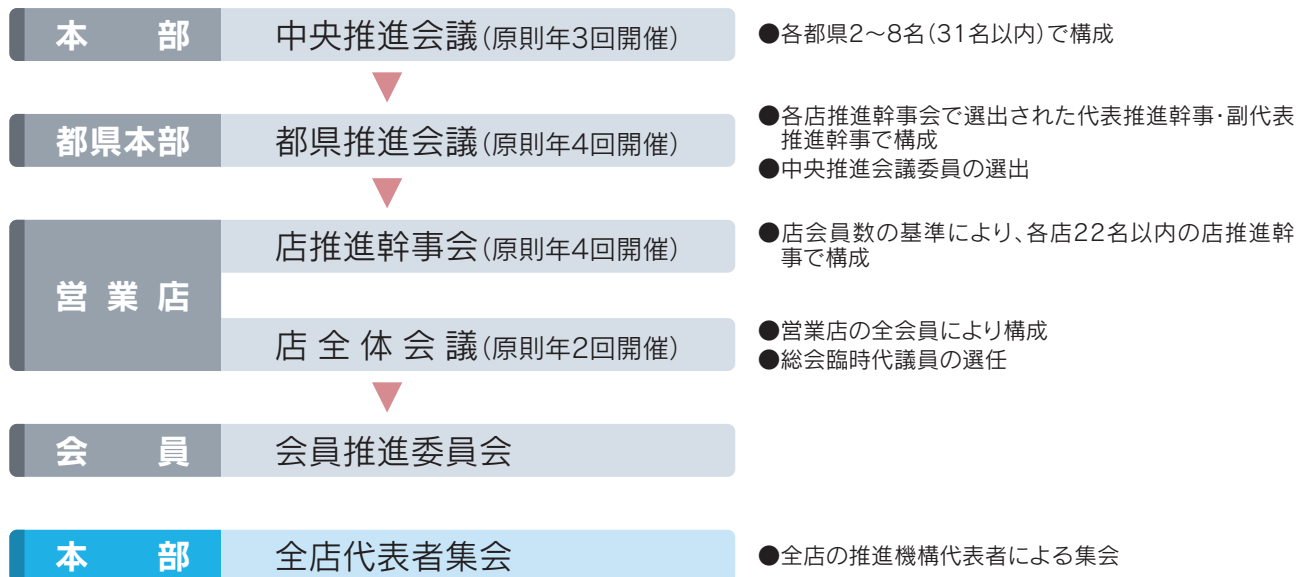 本部 中央推進会議(原則年3回開催)
●各都県2～8名(31名以内)で構成
都県本部 都県推進会議(原則年4回開催)
●各店推進幹事会で選出された代表推進幹事・副代表
推進幹事で構成
●中央推進会議委員の選出
営業店
店推進幹事会(原則年4回開催)
●店会員数の基準により、各店22名以内の店推進幹
事で構成
店全体会議(原則年2回開催)
●営業店の全会員により構成
●総会臨時代議員の選任
会員 会員推進委員会
本部 全店代表者集会
●全店の推進機構代表者による集会